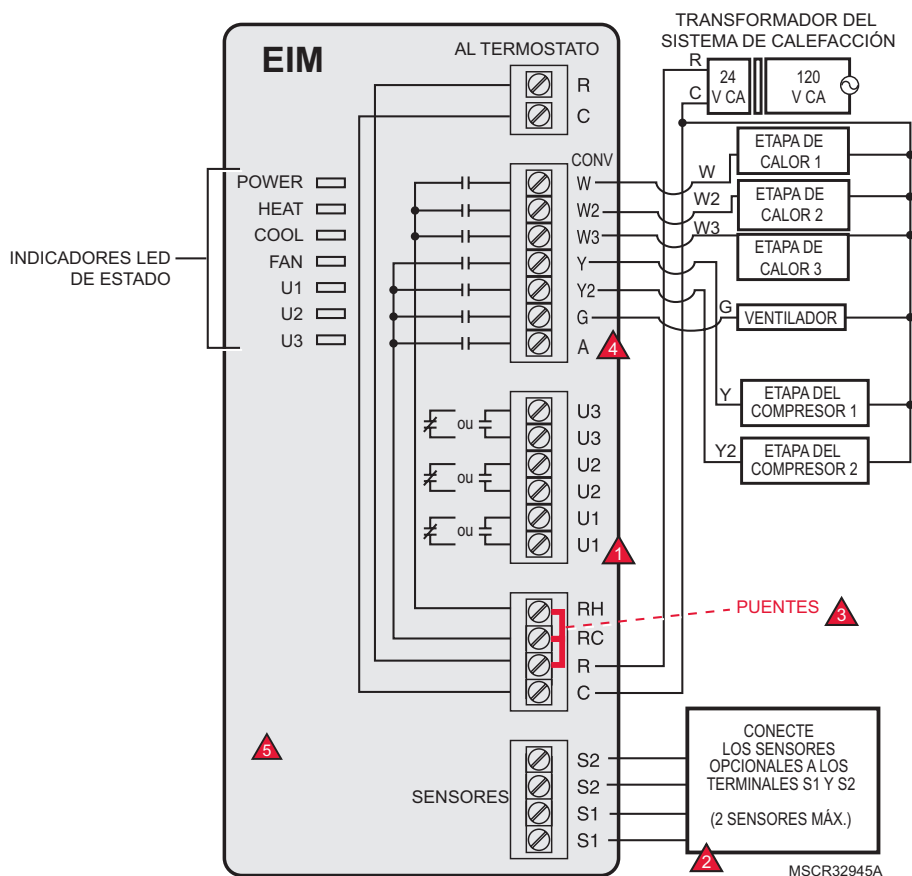 EIM
AL TERMOSTATO
R
C
TRANSFORMADOR DEL
SISTEMA DE CALEFACCIÓN
R
C
24
V CA
120
V CA
INDICADORES LED
DE ESTADO
POWER
HEAT
COOL
FAN
U1
U2
U3
CONV
W
W2
W3
Y
Y2
G
A
4
W
W2
W3
G
Y
Y2
ETAPA DE
CALOR 1
ETAPA DE
CALOR 2
ETAPA DE
CALOR 3
VENTILADOR
ETAPA DEL
COMPRESOR 1
ETAPA DEL
COMPRESOR 2
ou
ou
ou
U3
U3
U2
U2
U1
U1
1
RH
RC
R
C
PUENTES
3
5
SENSORES
S2
S2
S1
S1
CONECTE
LOS SENSORES
OPCIONALES A LOS
TERMINALES S1 Y S2
(2 SENSORES MÁX.)
2
MSCR32945A